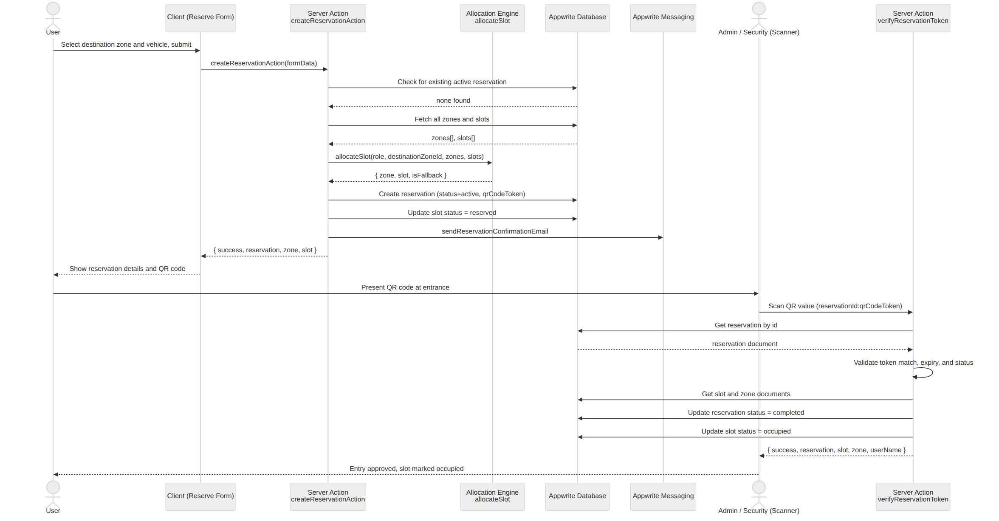 User
Client (Reserve Form)
Server Action
createReservationAction
Allocation Engine
allocateSlot
Appwrite Database
Appwrite Messaging
Admin / Security (Scanner)
Server Action
verifyReservationToken
Select destination zone and vehicle, submit
createReservationAction(formData)
Check for existing active reservation
none found
Fetch all zones and slots
zones[], slots[]
allocateSlot(role, destinationZoneId, zones, slots)
{ zone, slot, isFallback }
Create reservation (status=active, qrCodeToken)
Update slot status = reserved
sendReservationConfirmationEmail
{ success, reservation, zone, slot }
Show reservation details and QR code
Present QR code at entrance
Scan QR value (reservationId:qrCodeToken)
Get reservation by id
reservation document
Validate token match, expiry, and status
Get slot and zone documents
Update reservation status = completed
Update slot status = occupied
{ success, reservation, slot, zone, userName }
Entry approved, slot marked occupied
User
Client (Reserve Form)
Server Action
createReservationAction
Allocation Engine
allocateSlot
Appwrite Database
Appwrite Messaging
Admin / Security (Scanner)
Server Action
verifyReservationToken